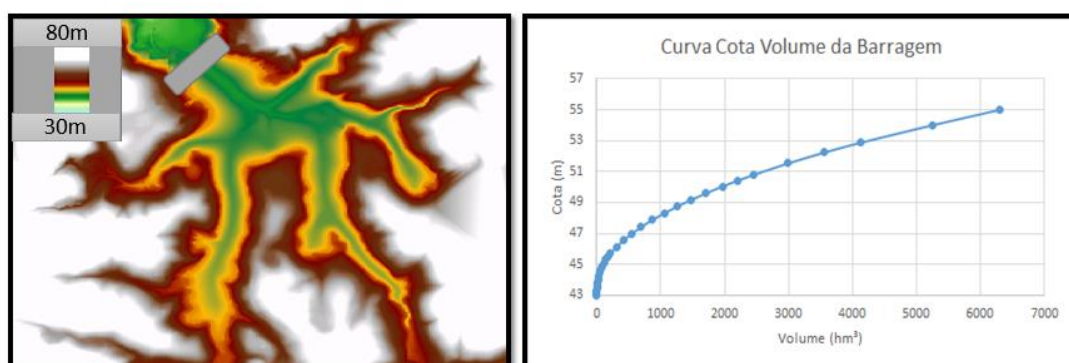 80m
30m
Curva Cota Volume da Barragem
Cota (m)
57
55
53
51
49
47
45
43
0 1000 2000 3000 4000 5000 6000 7000
Volume (hm³)